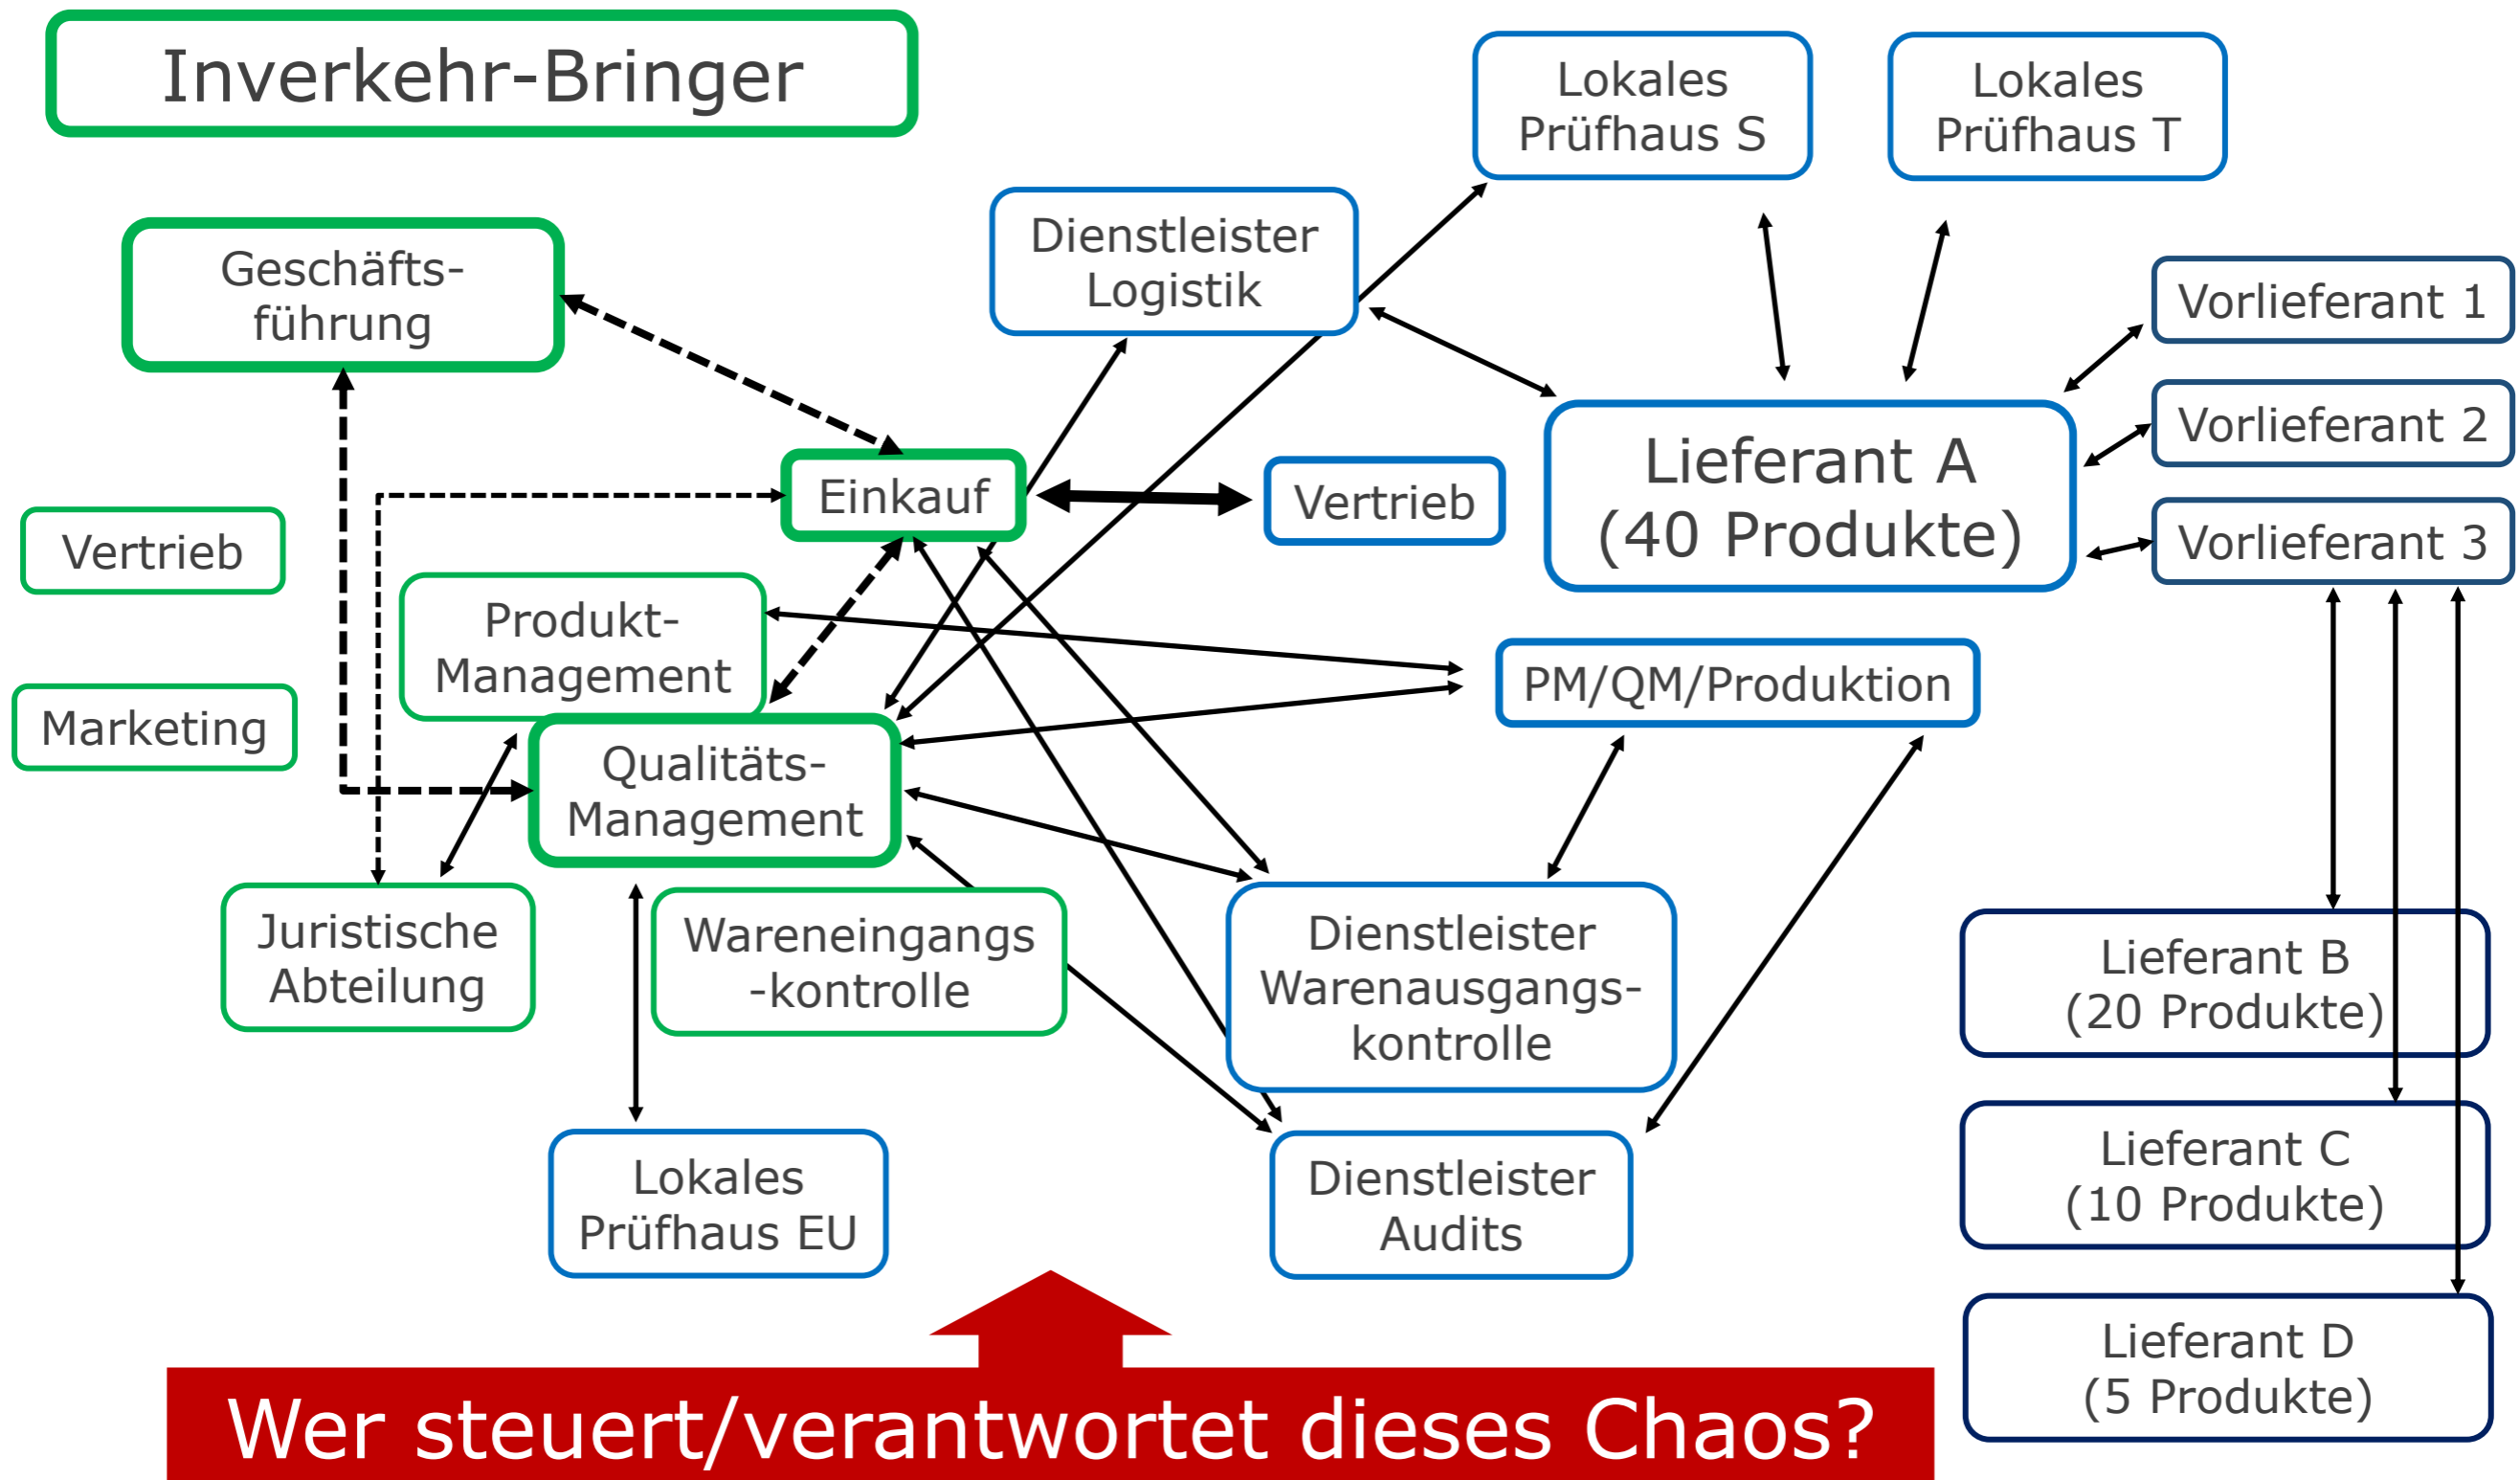 Inverkehr-Bringer
Lokales
Prüfhaus S
Lokales
Prüfhaus T
Dienstleister
Logistik
Geschäfts-
führung
Vorlieferant 1
Vorlieferant 2
Vorlieferant 3
Lieferant A
(40 Produkte)
Einkauf
Vertrieb
Vertrieb
Produkt-
Management
PM/QM/Produktion
Marketing
Qualitäts-
Management
Juristische
Abteilung
Wareneingangs
-kontrolle
Dienstleister
Warenausgangs-
kontrolle
Lieferant B
(20 Produkte)
Lokales
Prüfhaus EU
Dienstleister
Audits
Lieferant C
(10 Produkte)
Lieferant D
(5 Produkte)
Wer steuert/verantwortet dieses Chaos?